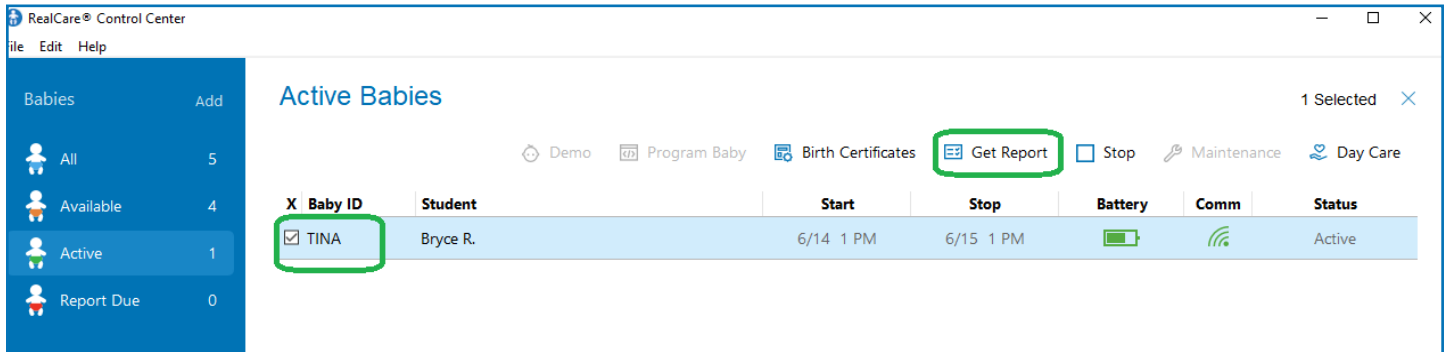 RealCare® Control Center
ile Edit Help
Babies Add
Active Babies
1 Selected
Demo Program Baby Birth Certificates Get Report Stop Maintenance Day Care
All 5
Available 4
X Baby ID Student Start Stop Battery Comm Status
TINA Bryce R. 6/14 1 PM 6/15 1 PM Active
Active 1
Report Due 0